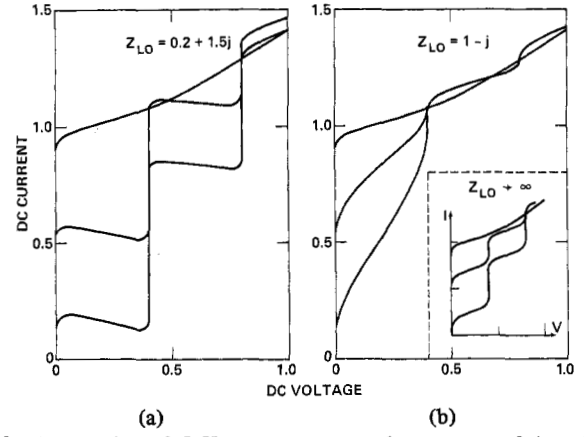 1.5
1.0
0.5
0
DC CURRENT
Z_LO = 0.2 + 1.5j
0 0.5 1.0
(a)
1.5
1.0
0.5
0
Z_LO = 1 – j
Z_LO → ∞
I
V
0 0.5 1.0
(b)
DC VOLTAGE